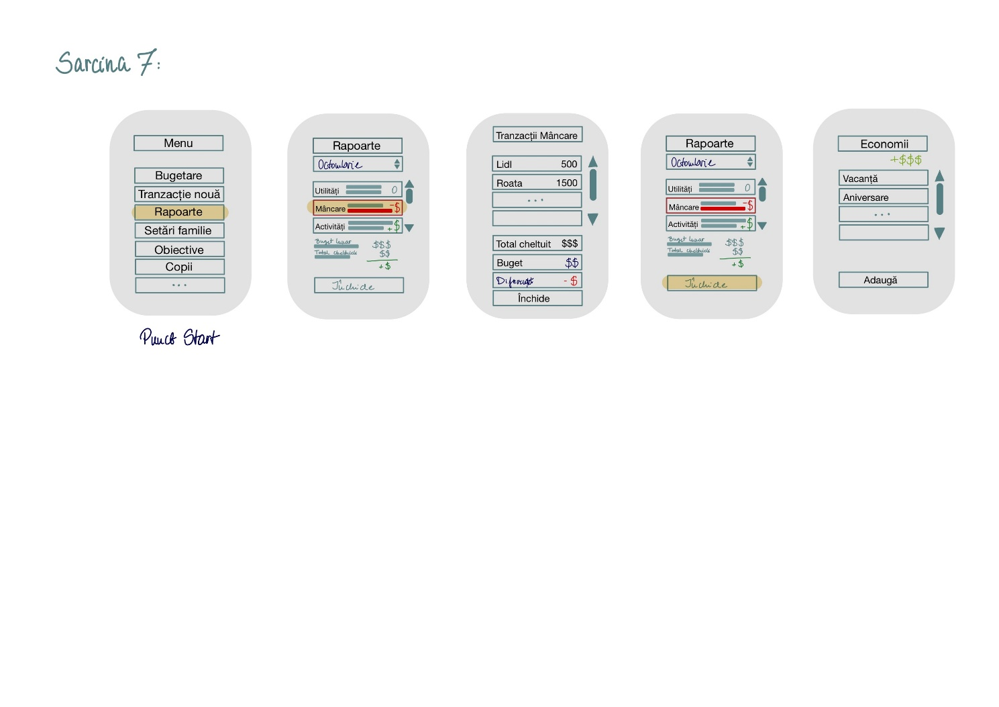 Sarcina 7:
Menu
Bugetare
Tranzacție nouă
Rapoarte
Setări familie
Obiective
Copii
...
Punct Start
Rapoarte
Octombrie
Utilități 0
Mâncare -$
Activități +$
Buget lunar $$$
Total cheltuieli $$
+$
Închide
Tranzacții Mâncare
Lidl 500
Roata 1500
...
Total cheltuit $$$
Buget $$
Diferență -$
Închide
Rapoarte
Octombrie
Utilități 0
Mâncare -$
Activități +$
Buget lunar $$$
Total cheltuieli $$
+$
Închide
Economii
+$$$
Vacanță
Aniversare
...
Adaugă